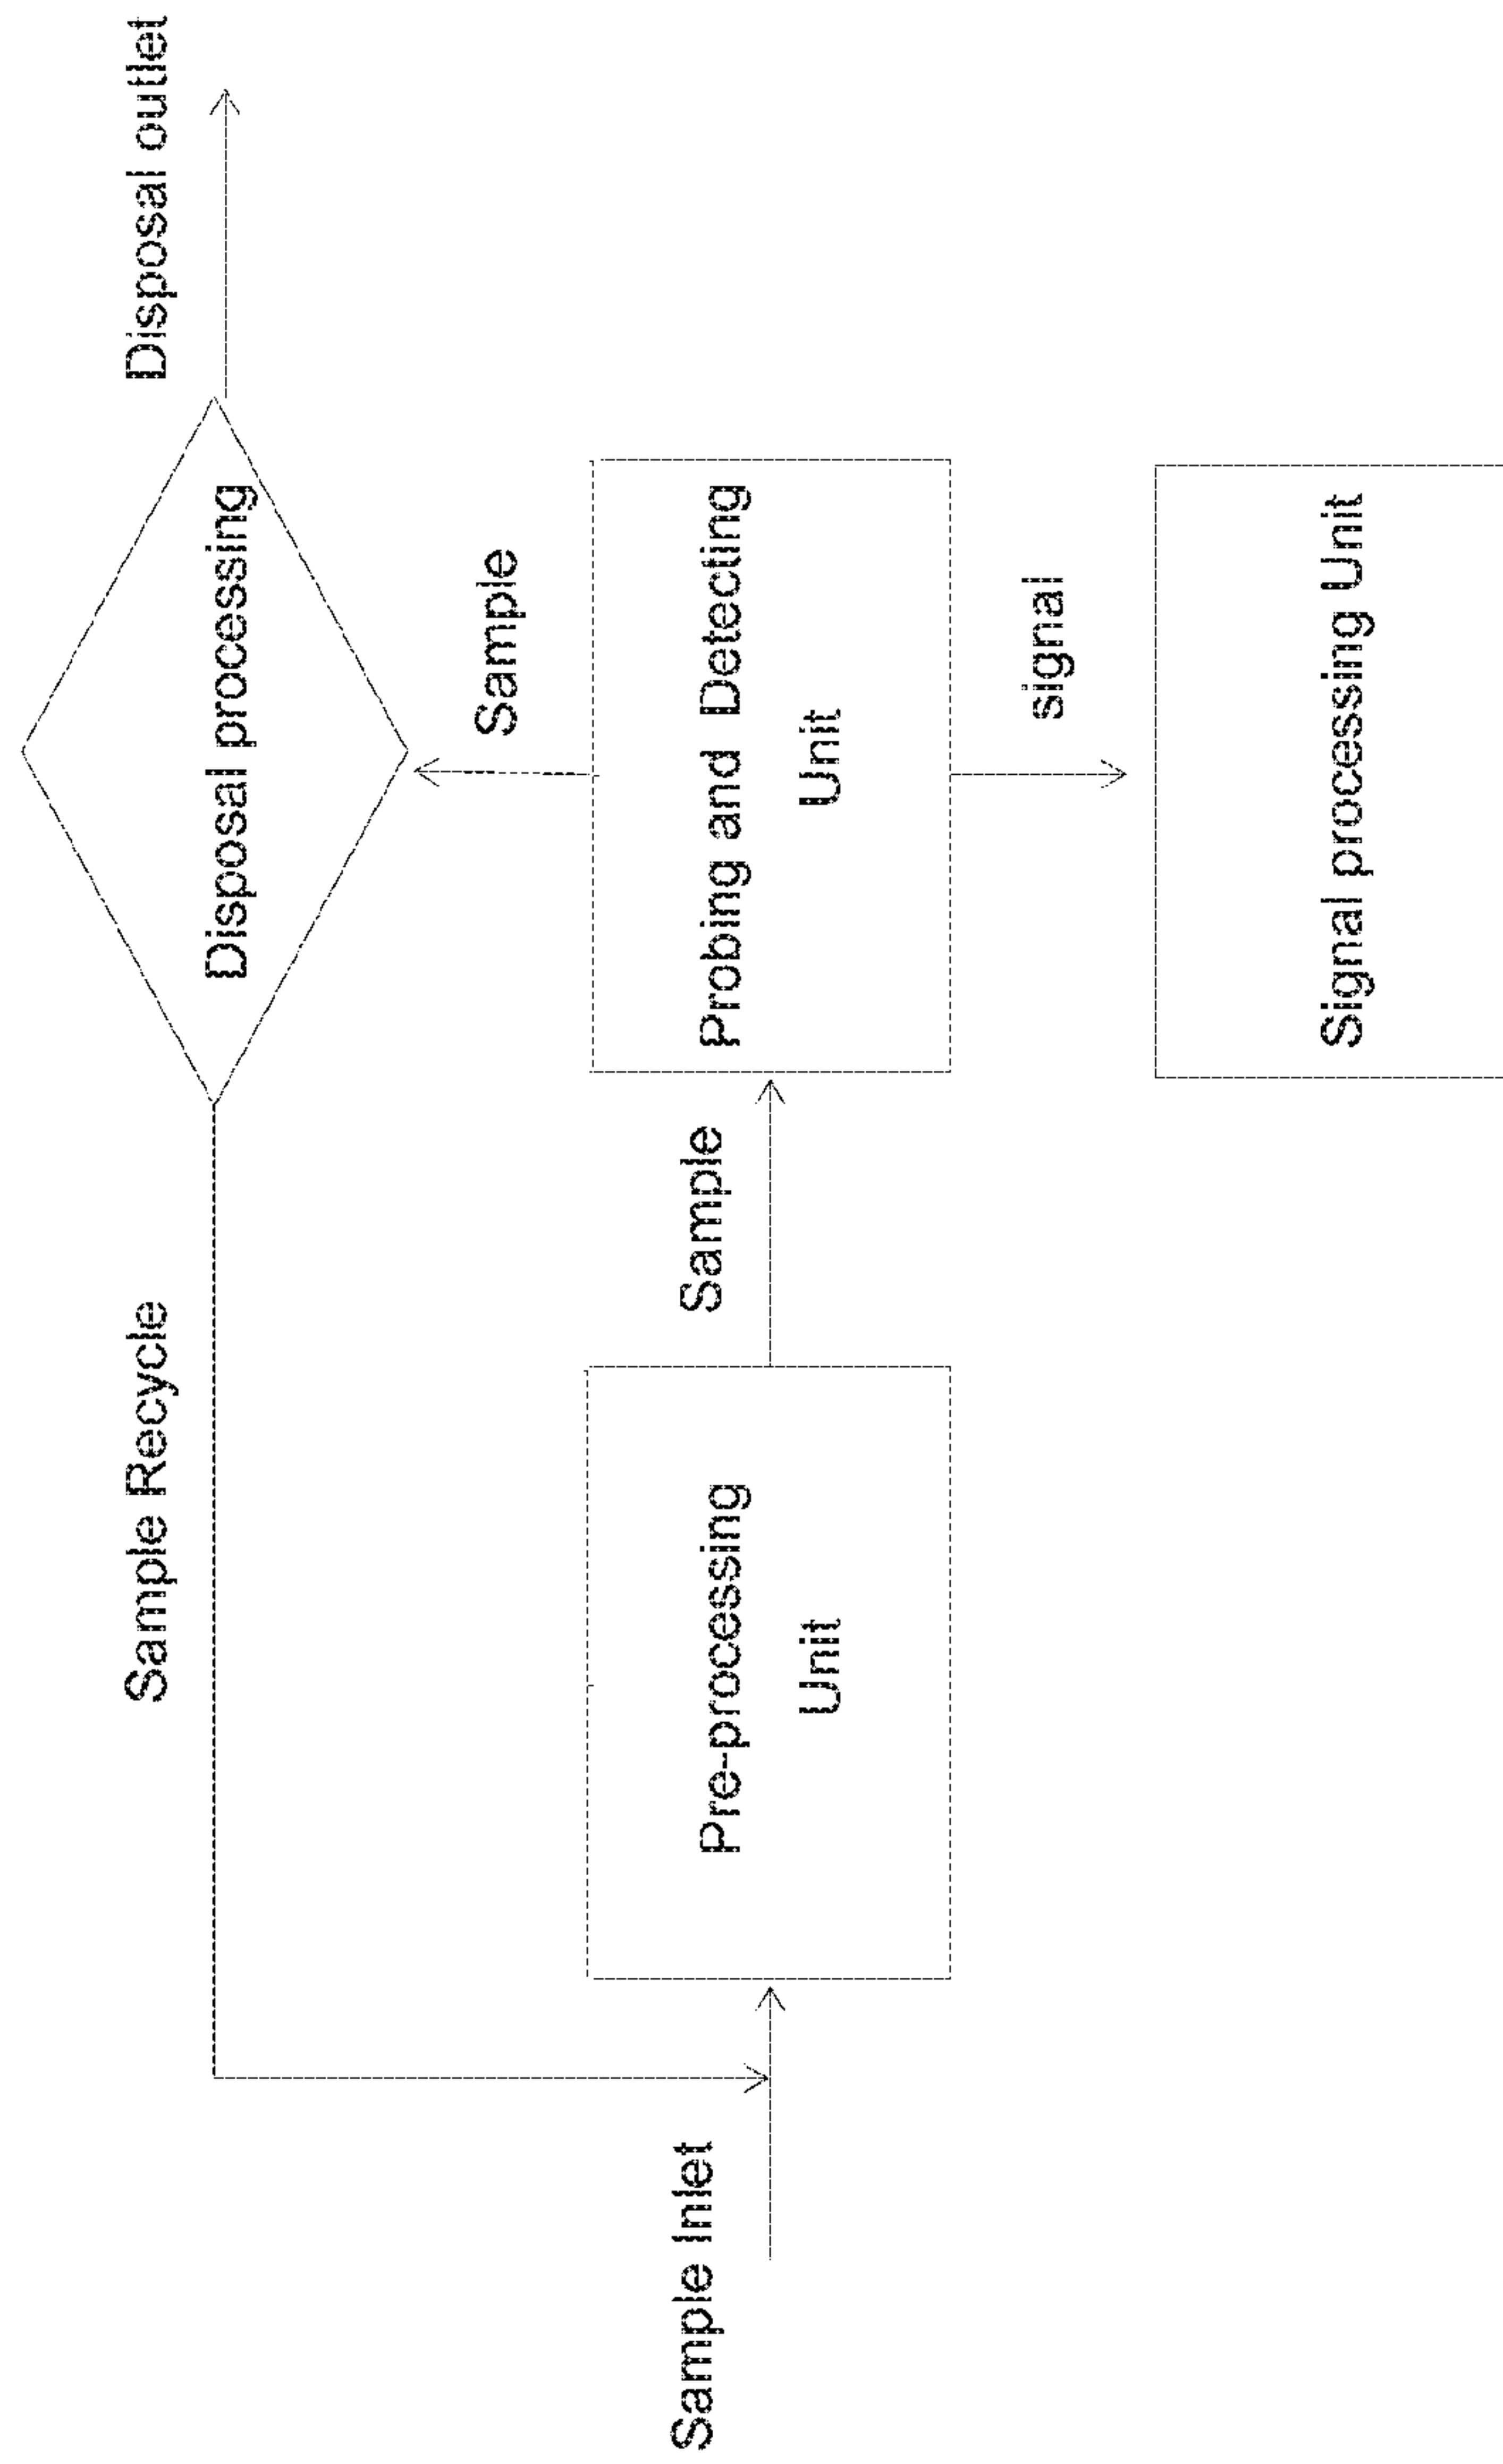 Sample Recycle
Disposal outlet
Disposal processing
Sample
Sample Inlet
Pre-processing
Unit
Sample
Probing and Detecting
Unit
signal
Signal processing Unit